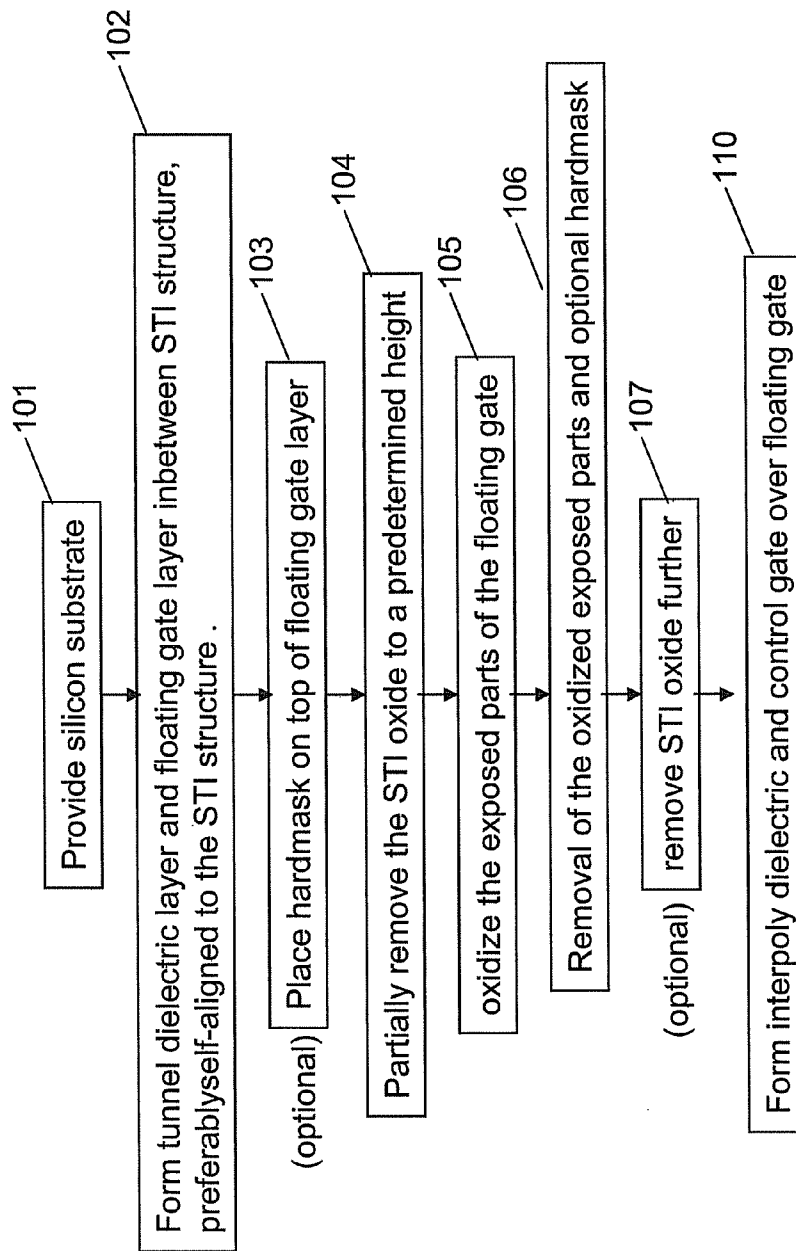 101
Provide silicon substrate
102
Form tunnel dielectric layer and floating gate layer inbetween STI structure,
preferablyself-aligned to the STI structure .
103
(optional) Place hardmask on top of floating gate layer
104
Partially remove the STI oxide to a predetermined height
105
oxidize the exposed parts of the floating gate
106
Removal of the oxidized exposed parts and optional hardmask
107
(optional) remove STI oxide further
110
Form interpoly dielectric and control gate over floating gate